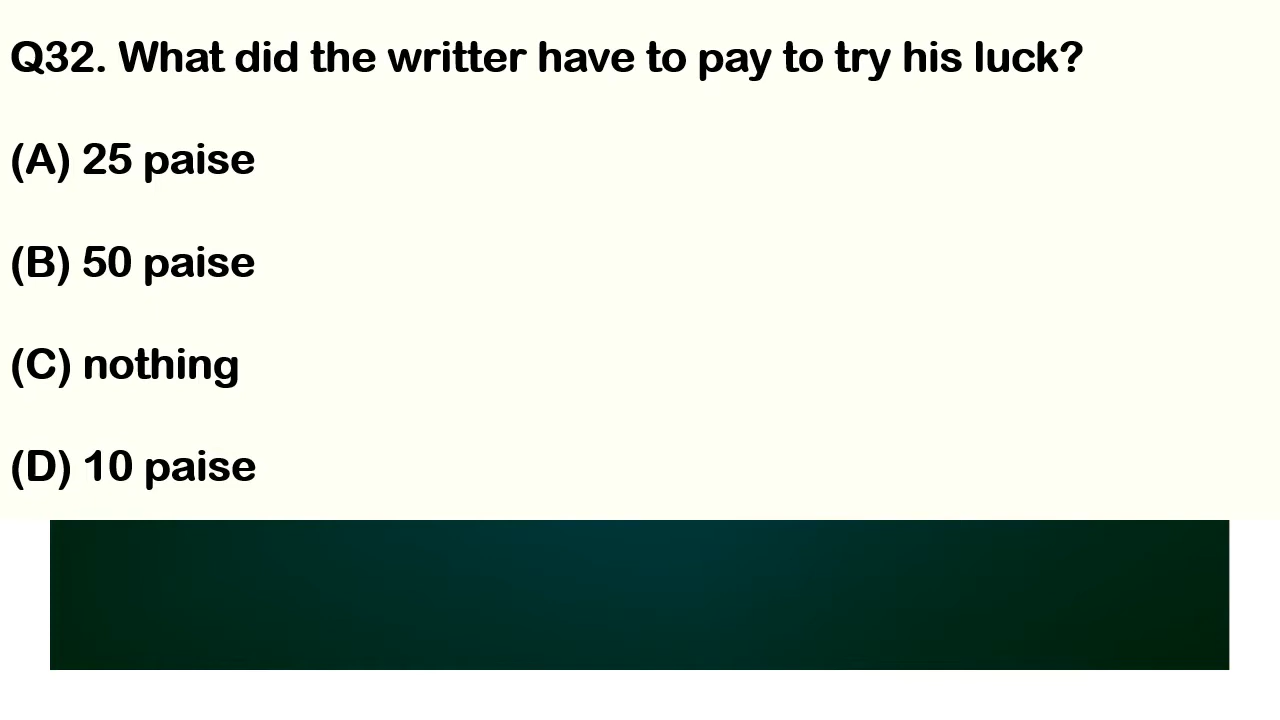 Q32. What did the writter have to pay to try his luck?
(A) 25 paise
(B) 50 paise
(C) nothing
(D) 10 paise